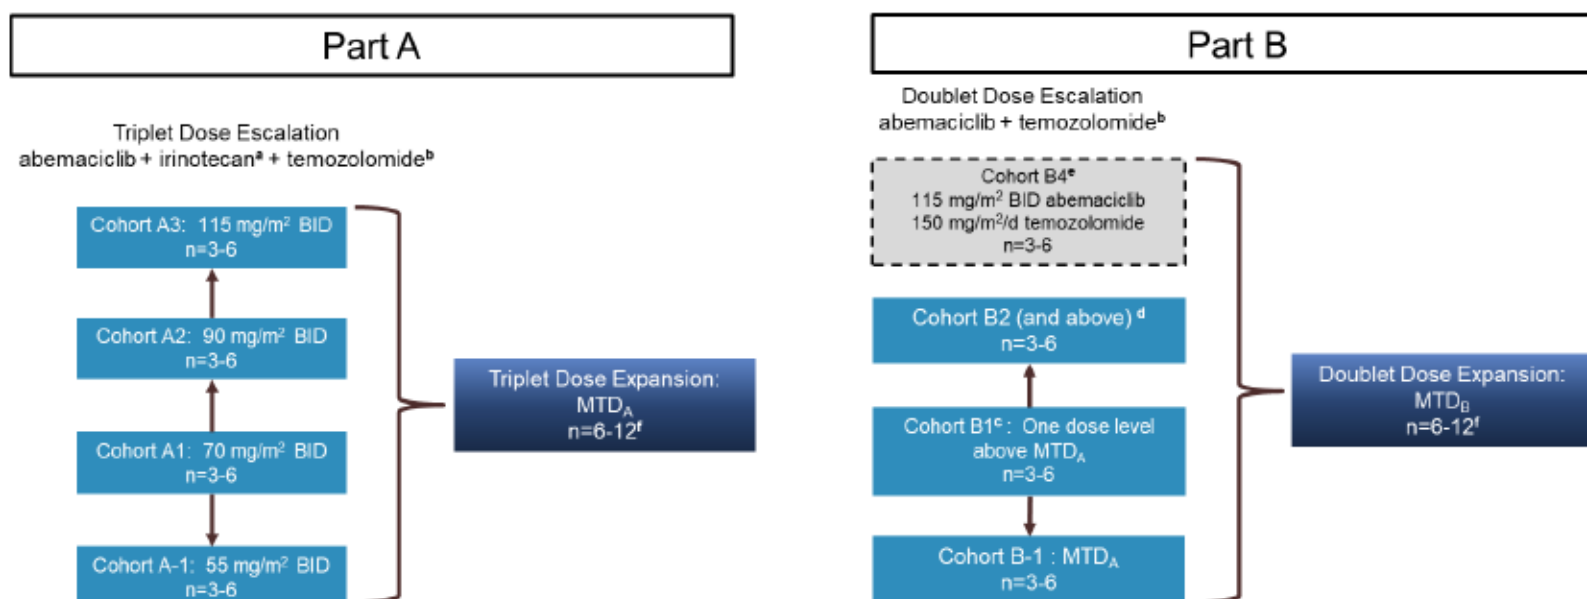 Part A
Triplet Dose Escalation
abemaciclib + irinotecanᵃ + temozolomideᵇ
Cohort A3: 115 mg/m² BID
n=3-6
Cohort A2: 90 mg/m² BID
n=3-6
Cohort A1: 70 mg/m² BID
n=3-6
Cohort A-1: 55 mg/m² BID
n=3-6
Triplet Dose Expansion:
MTD_A
n=6-12ᶠ
Part B
Doublet Dose Escalation
abemaciclib + temozolomideᵇ
Cohort B4ᵉ
115 mg/m² BID abemaciclib
150 mg/m²/d temozolomide
n=3-6
Cohort B2 (and above) ᵈ
n=3-6
Cohort B1ᶜ : One dose level
above MTD_A
n=3-6
Cohort B-1 : MTD_A
n=3-6
Doublet Dose Expansion:
MTD_B
n=6-12ᶠ